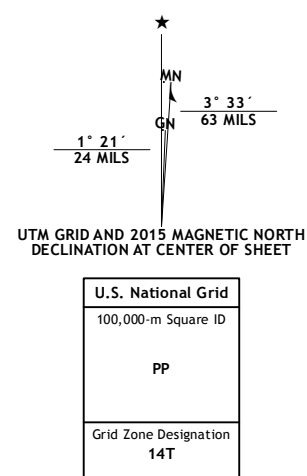 ★
MN
3° 33´
63 MILS
GN
1° 21´
24 MILS
UTM GRID AND 2015 MAGNETIC NORTH
DECLINATION AT CENTER OF SHEET
U.S. National Grid
100,000-m Square ID
PP
Grid Zone Designation
14T